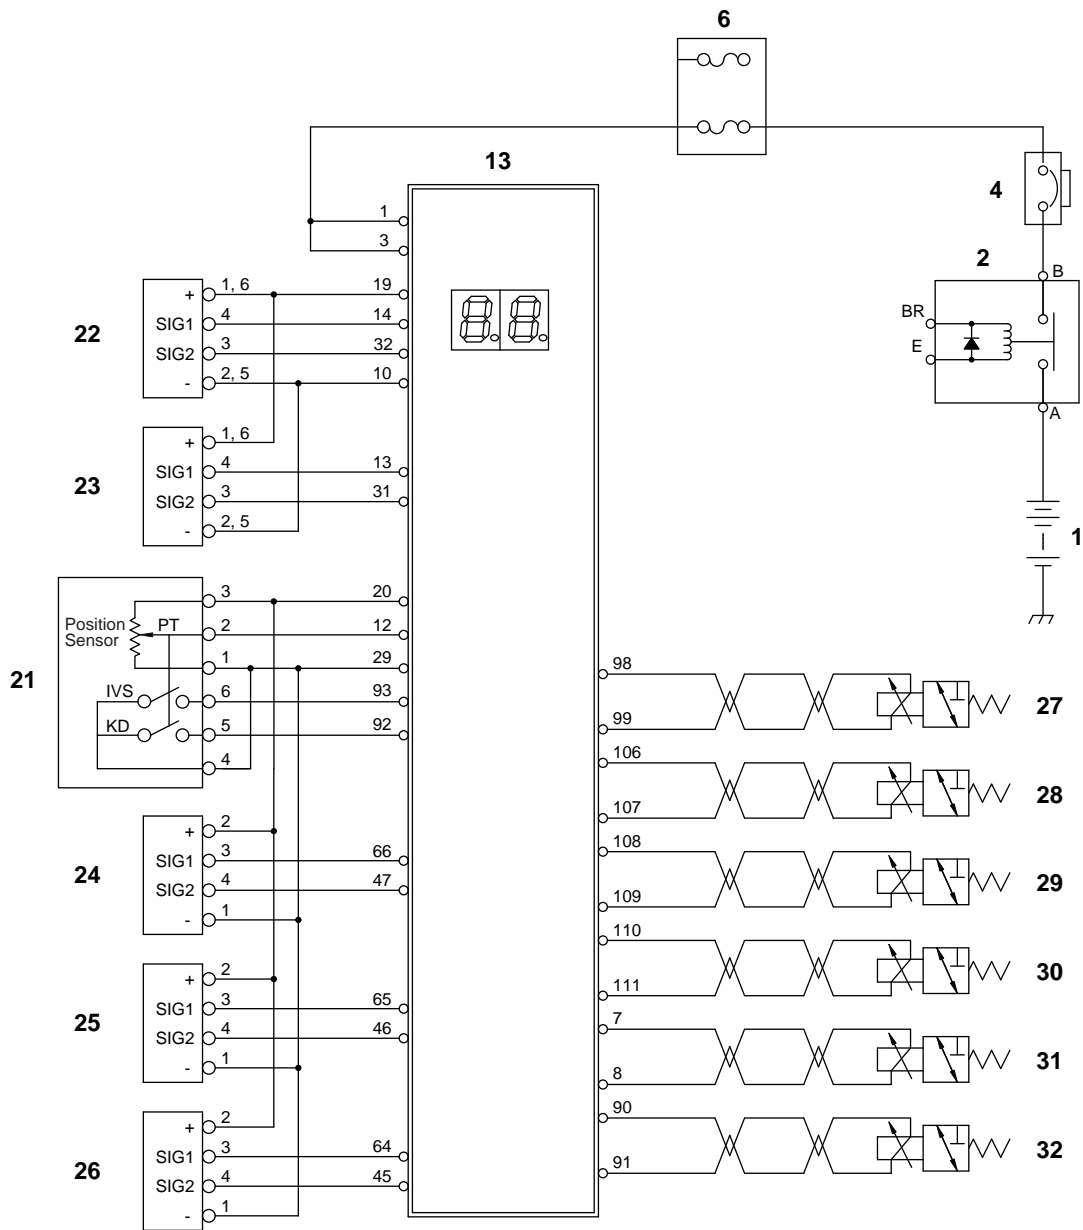 6
13
4
2
B
BR
E
A
1
1
3
22
+ 1, 6 19
SIG1 4 14
SIG2 3 32
- 2, 5 10
23
+ 1, 6
SIG1 4 13
SIG2 3 31
- 2, 5
21
Position
Sensor
PT
IVS
KD
3 20
2 12
1 29
6 93
5 92
4
24
+ 2
SIG1 3 66
SIG2 4 47
- 1
25
+ 2
SIG1 3 65
SIG2 4 46
- 1
26
+ 2
SIG1 3 64
SIG2 4 45
- 1
8.8.
98
99
27
106
107
28
108
109
29
110
111
30
7
8
31
90
91
32